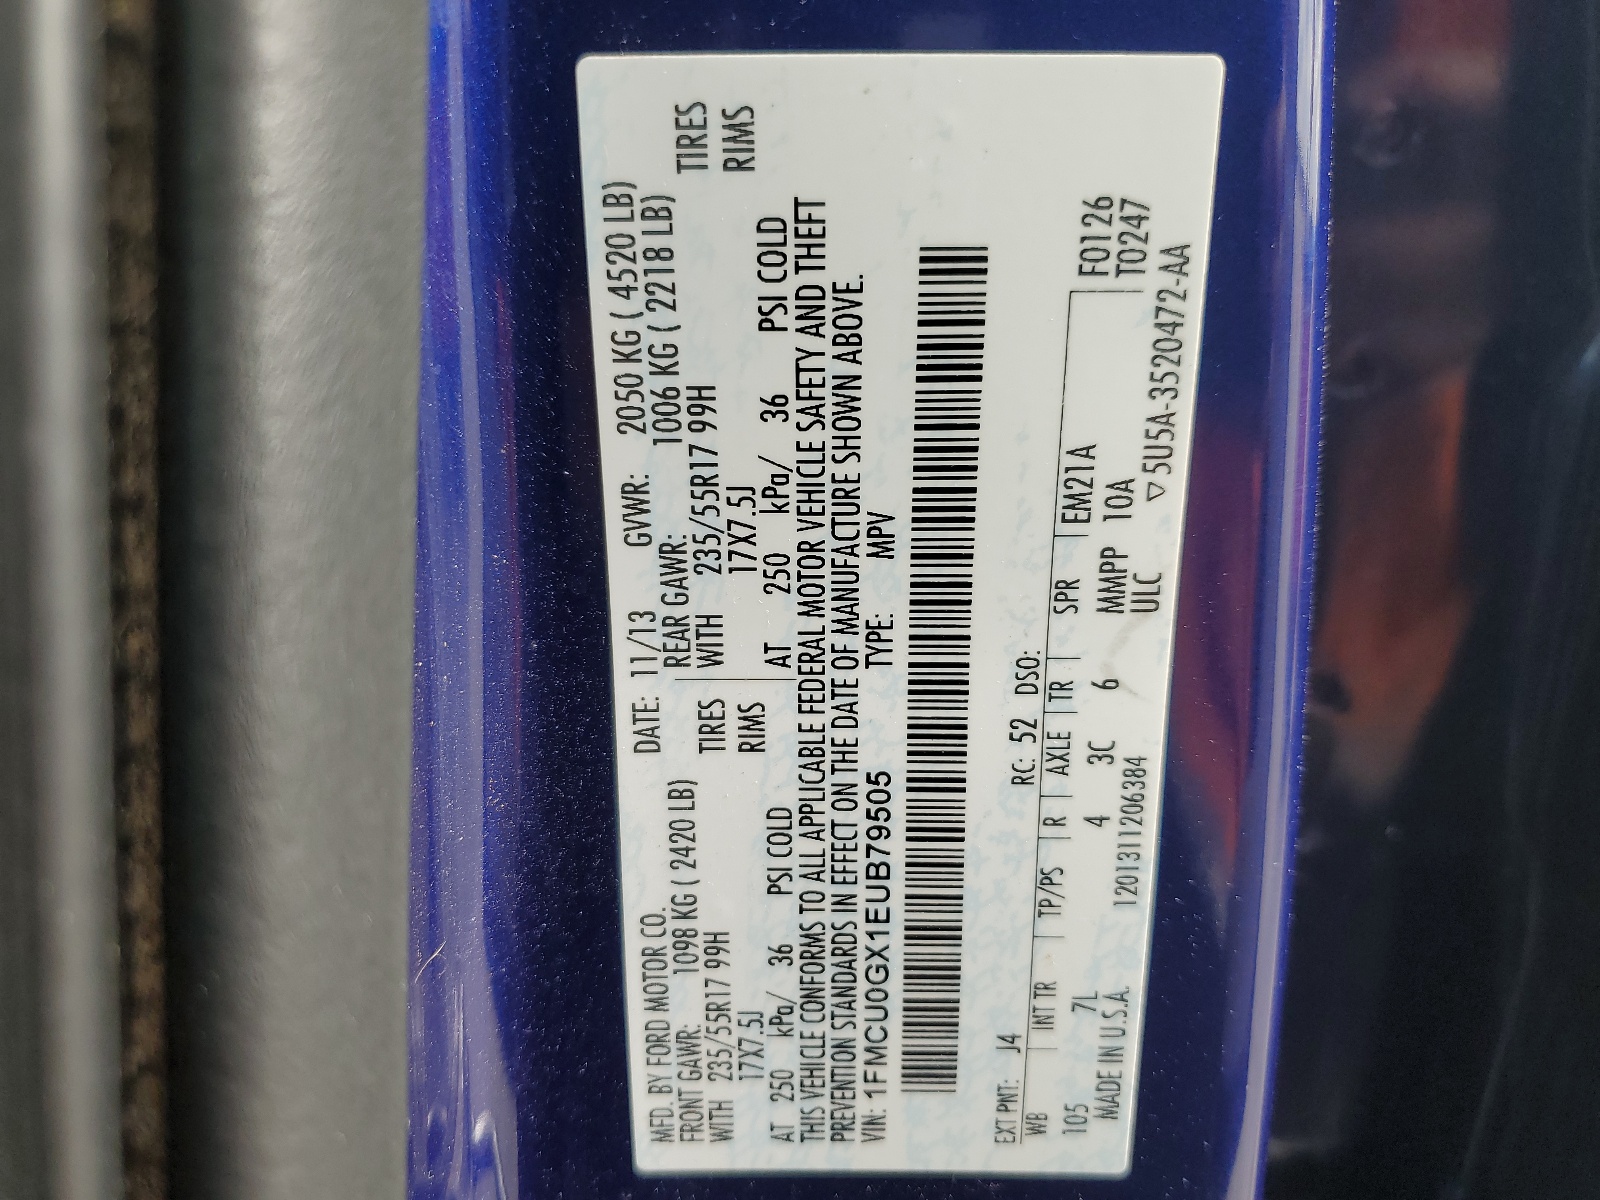 MFD. BY FORD MOTOR CO. DATE: 11/13 GVWR: 2050 KG ( 4520 LB)
FRONT GAWR: 1098 KG ( 2420 LB) REAR GAWR: 1006 KG ( 2218 LB)
WITH 235/55R17 99H TIRES WITH 235/55R17 99H TIRES
17X7.5J RIMS 17X7.5J RIMS
AT 250 kPa/ 36 PSI COLD AT 250 kPa/ 36 PSI COLD
THIS VEHICLE CONFORMS TO ALL APPLICABLE FEDERAL MOTOR VEHICLE SAFETY AND THEFT
PREVENTION STANDARDS IN EFFECT ON THE DATE OF MANUFACTURE SHOWN ABOVE.
VIN: 1FMCU0GX1EUB79505 TYPE: MPV
EXT PNT: J4 RC: 52 DSO:
WB INT TR TP/PS R AXLE TR SPR EM21A F0126
105 7L 4 3C 6 MMPP 10A T0247
MADE IN U.S.A. 1201311206384 ULC ▽5U5A-3520472-AA